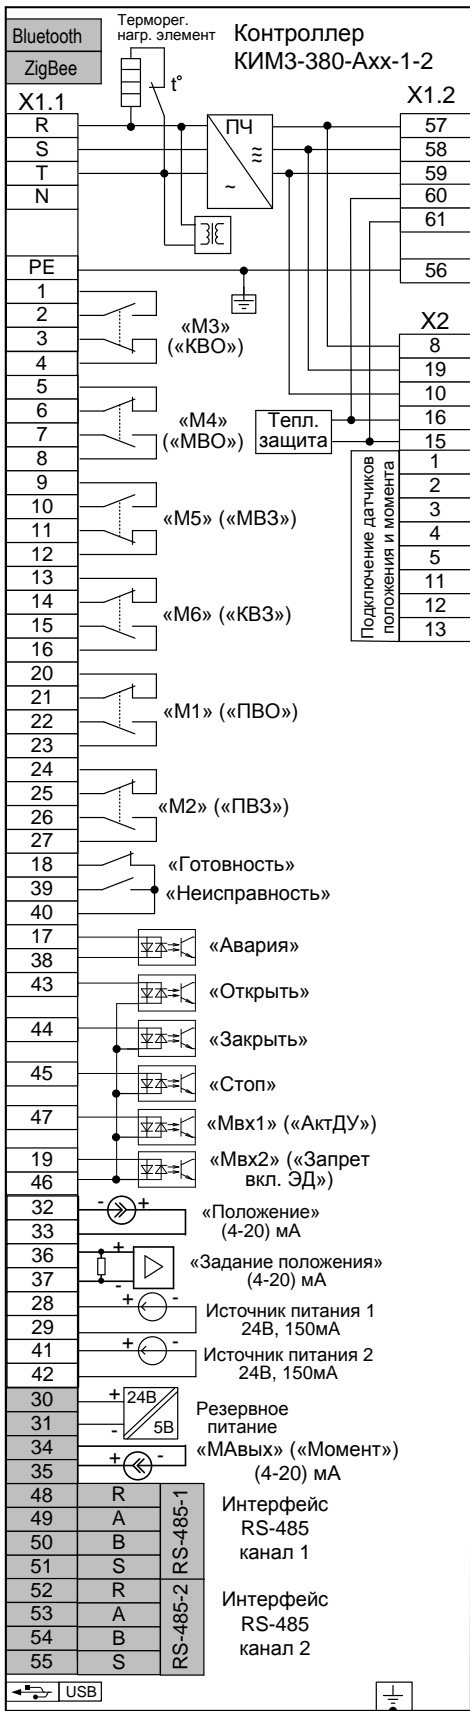 Bluetooth
ZigBee
Терморег.
нагр. элемент
Контроллер
КИМ3-380-Ахх-1-2
t°
X1.1
X1.2
R
S
T
N
ПЧ
≈
~
57
58
59
60
61
PE
56
1
2
3
4
«М3»
(«КВО»)
X2
8
19
10
16
15
Тепл.
защита
5
6
7
8
«М4»
(«МВО»)
Подключение датчиков
положения и момента
1
2
3
4
5
11
12
13
9
10
11
12
«М5» («МВЗ»)
13
14
15
16
«М6» («КВЗ»)
20
21
22
23
«М1» («ПВО»)
24
25
26
27
«М2» («ПВЗ»)
18
39
40
«Готовность»
«Неисправность»
17
38
«Авария»
43
«Открыть»
44
«Закрыть»
45
«Стоп»
47
«Мвх1» («АктДУ»)
19
46
«Мвх2» («Запрет
вкл. ЭД»)
32
33
- +
«Положение»
(4-20) мА
36
37
+
-
«Задание положения»
(4-20) мА
28
29
+ -
Источник питания 1
24В, 150мА
41
42
+ -
Источник питания 2
24В, 150мА
30
31
+
-
24В
5В
Резервное
питание
34
35
+ -
«МАвых» («Момент»)
(4-20) мА
48 R
49 A
50 B
51 S
RS-485-1
Интерфейс
RS-485
канал 1
52 R
53 A
54 B
55 S
RS-485-2
Интерфейс
RS-485
канал 2
USB